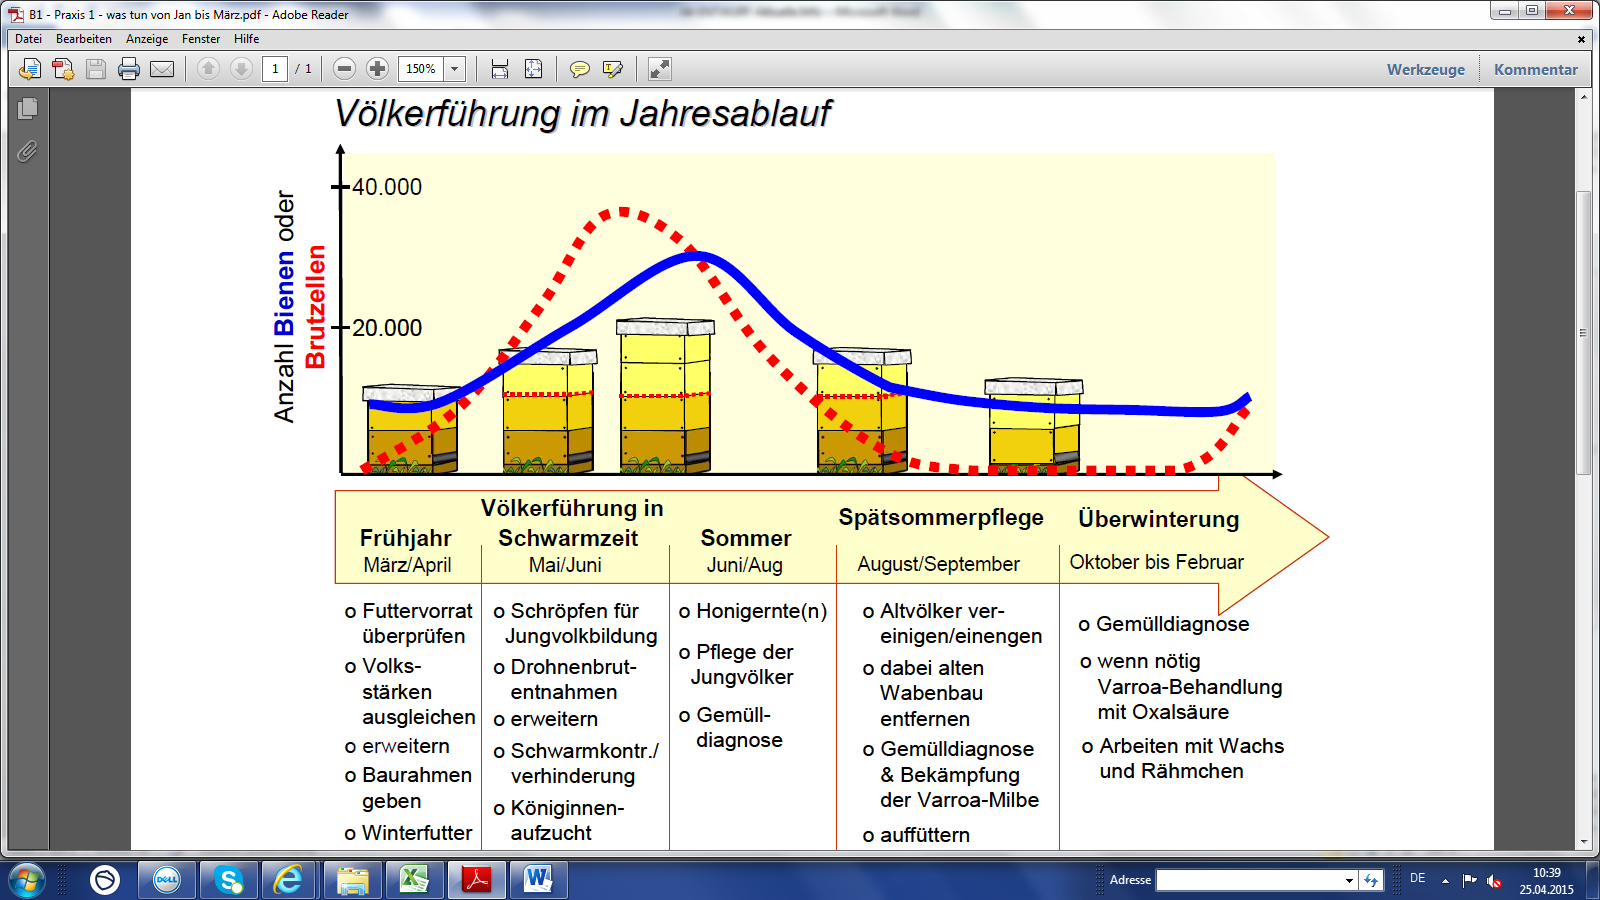 B1 - Praxis 1 - was tun von Jan bis März.pdf - Adobe Reader
Datei Bearbeiten Anzeige Fenster Hilfe
1 / 1 150% Werkzeuge Kommentar
Völkerführung im Jahresablauf
Anzahl Bienen oder
Brutzellen
40.000
20.000
Frühjahr
März/April
Völkerführung in
Schwarmzeit
Mai/Juni
Sommer
Juni/Aug
Spätsommerpflege
August/September
Überwinterung
Oktober bis Februar
o Futtervorrat
überprüfen
o Volks-
stärken
ausgleichen
o erweitern
o Baurahmen
geben
o Winterfutter
o Schröpfen für
Jungvolkbildung
o Drohnenbrut-
entnahmen
o erweitern
o Schwarmkontr./
verhinderung
o Königinnen-
aufzucht
o Honigernte(n)
o Pflege der
Jungvölker
o Gemüll-
diagnose
o Altvölker ver-
einigen/einengen
o dabei alten
Wabenbau
entfernen
o Gemülldiagnose
& Bekämpfung
der Varroa-Milbe
o auffüttern
o Gemülldiagnose
o wenn nötig
Varroa-Behandlung
mit Oxalsäure
o Arbeiten mit Wachs
und Rähmchen
DELL
Adresse
DE
10:39
25.04.2015